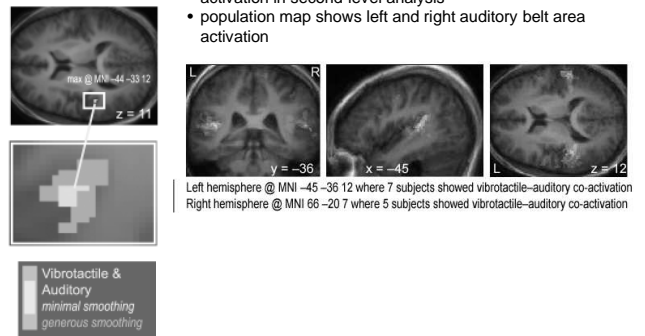 activation in second-level analysis
• population map shows left and right auditory belt area
activation
max @ MNI –44 –33 12
z = 11
L
R
y = –36
x = –45
L
z = 12
Left hemisphere @ MNI –45 –36 12 where 7 subjects showed vibrotactile–auditory co-activation
Right hemisphere @ MNI 66 –20 7 where 5 subjects showed vibrotactile–auditory co-activation
Vibrotactile &
Auditory
minimal smoothing
generous smoothing